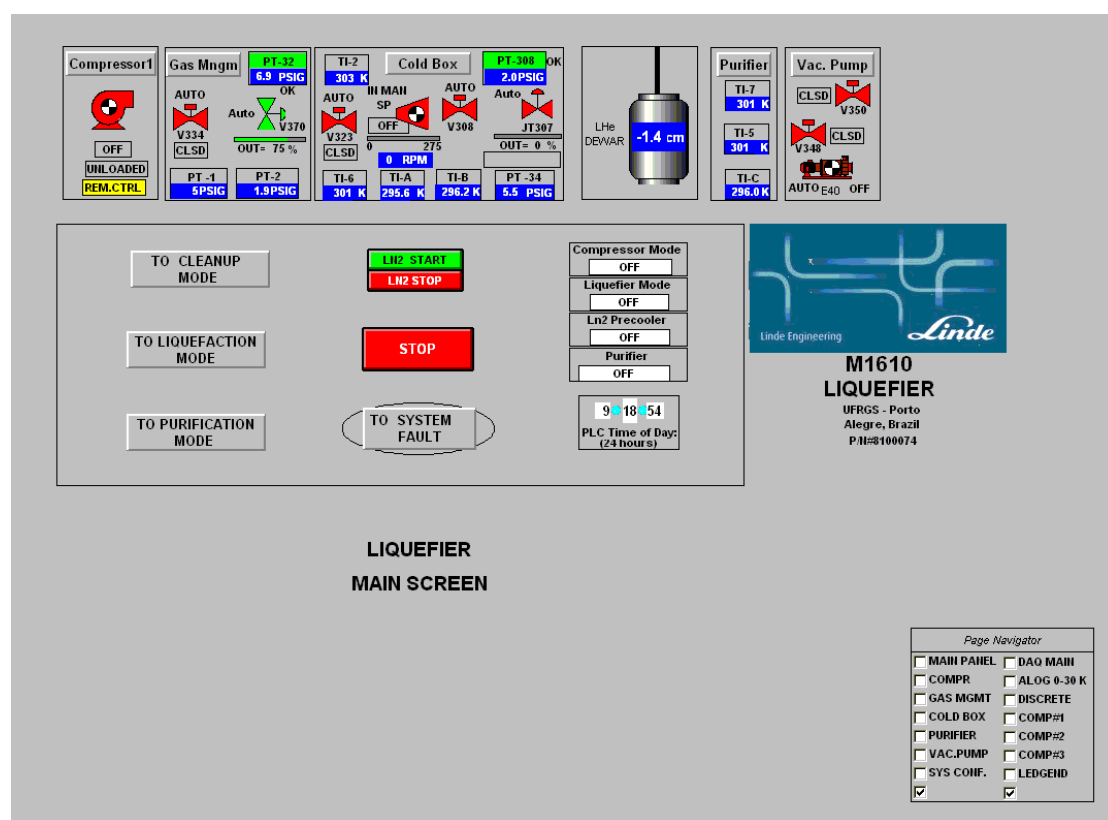 Compressor1
OFF
UNLOADED
REM.CTRL
Gas Mngm
PT-32
6.9 PSIG
OK
AUTO
V334
CLSD
Auto
V370
OUT= 75 %
PT -1
5PSIG
PT-2
1.9PSIG
TI-2
303 K
Cold Box
PT-308
OK
2.0PSIG
AUTO
V323
CLSD
IN MAN
SP
OFF
AUTO
V308
Auto
JT307
0
275
0 RPM
OUT= 0 %
TI-6
301 K
TI-A
295.6 K
TI-B
296.2 K
PT -34
5.5 PSIG
LHe
DEWAR
-1.4 cm
Purifier
TI-7
301 K
TI-5
301 K
TI-C
296.0 K
Vac. Pump
CLSD
V350
CLSD
V348
AUTO E40 OFF
TO CLEANUP
MODE
LN2 START
LN2 STOP
Compressor Mode
OFF
Liquefier Mode
OFF
Ln2 Precooler
OFF
Purifier
OFF
TO LIQUEFACTION
MODE
STOP
TO PURIFICATION
MODE
TO SYSTEM
FAULT
9 18 54
PLC Time of Day:
(24 hours)
Linde Engineering
Linde
M1610
LIQUEFIER
UFRGS - Porto
Alegre, Brazil
P/N#8100074
LIQUEFIER
MAIN SCREEN
Page Navigator
MAIN PANEL
DAQ MAIN
COMPR
ALOG 0-30 K
GAS MGMT
DISCRETE
COLD BOX
COMP#1
PURIFIER
COMP#2
VAC.PUMP
COMP#3
SYS CONF.
LEDGEND